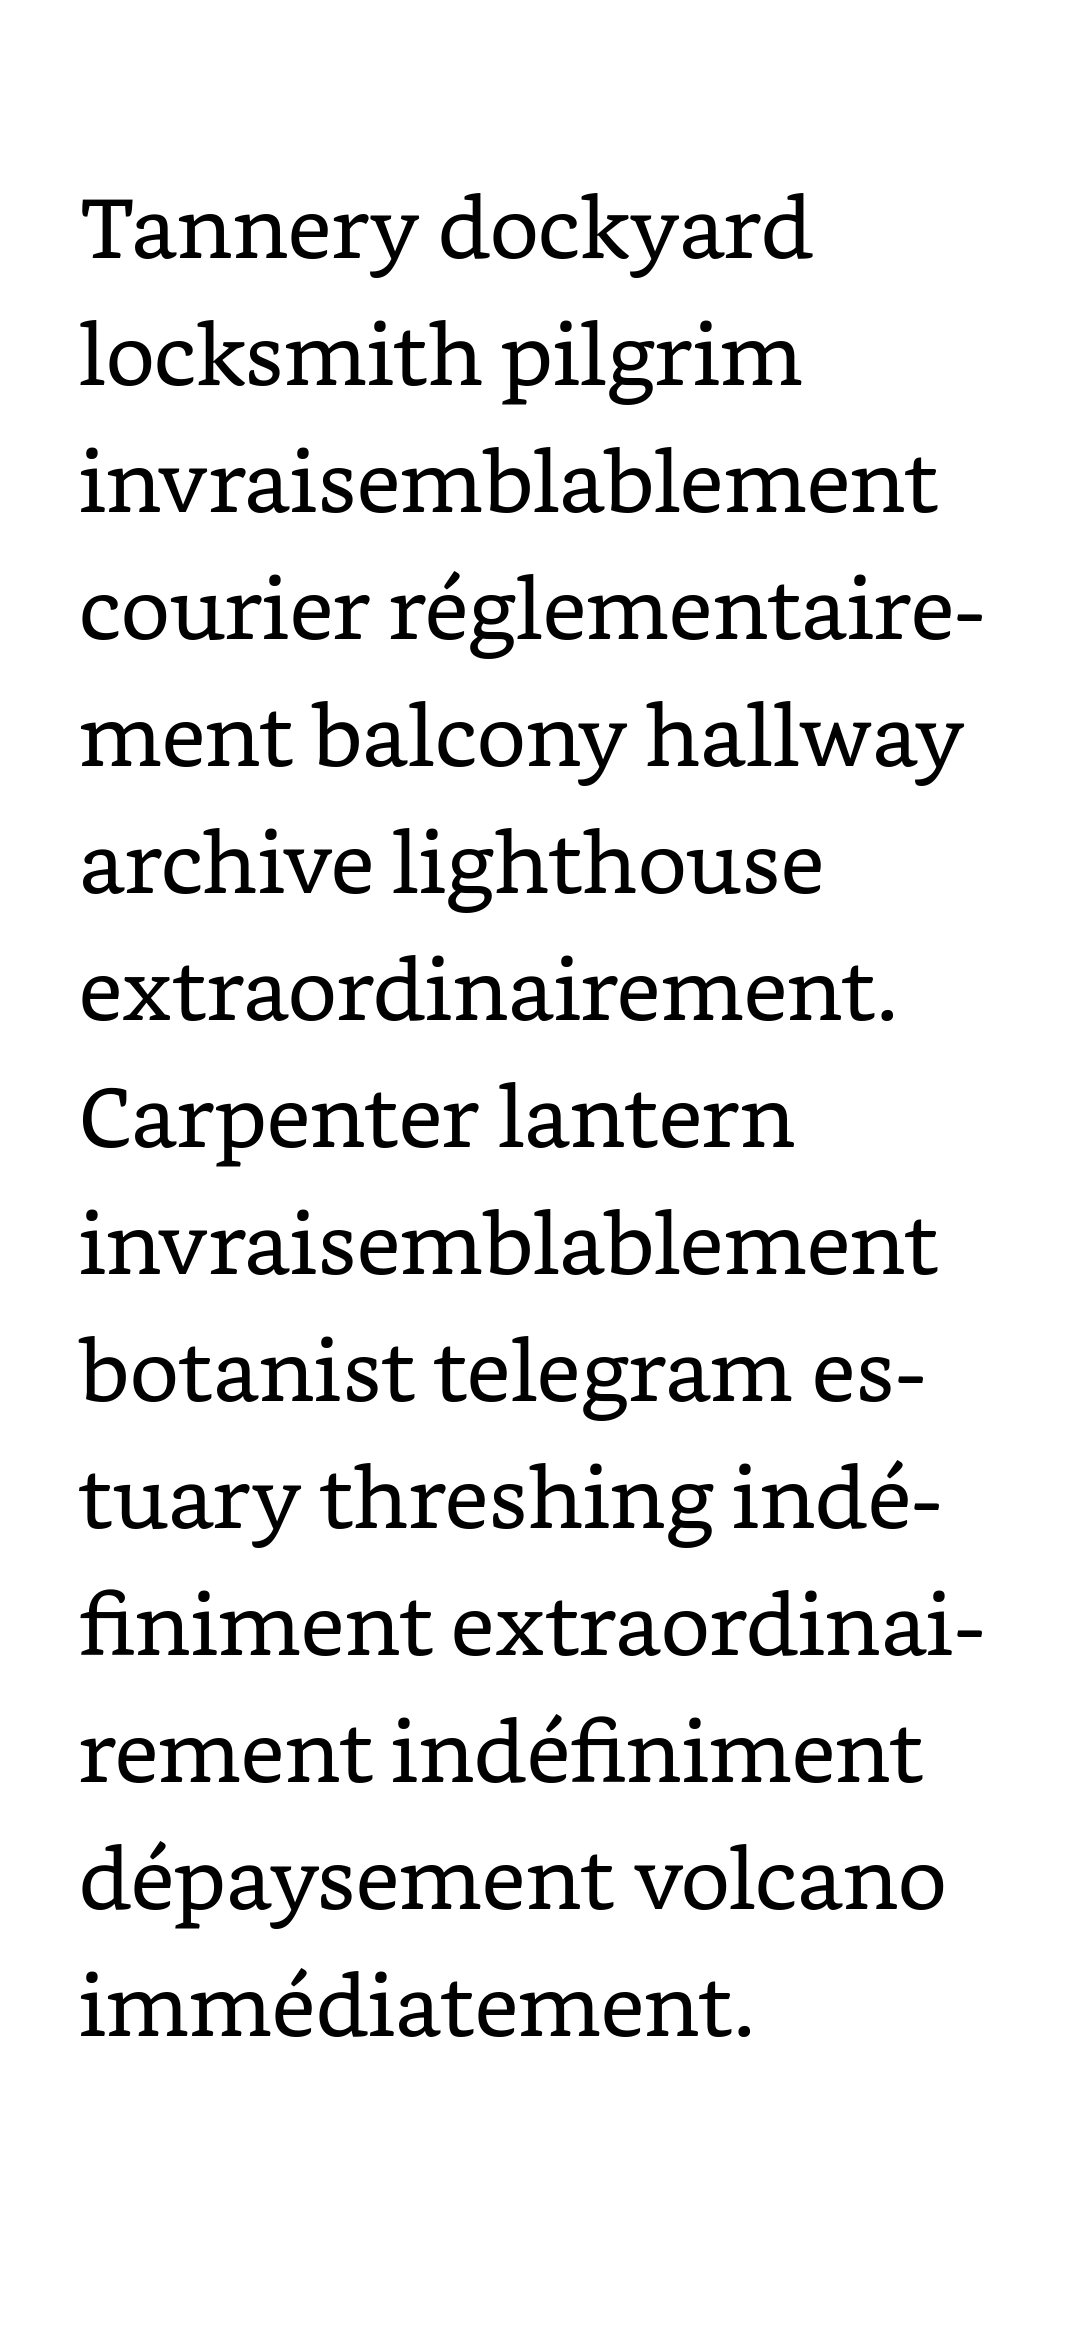 Tannery dockyard
locksmith pilgrim
invraisemblablement
courier réglementaire-
ment balcony hallway
archive lighthouse
extraordinairement.
Carpenter lantern
invraisemblablement
botanist telegram es-
tuary threshing indé-
finiment extraordinai-
rement indéfiniment
dépaysement volcano
immédiatement.